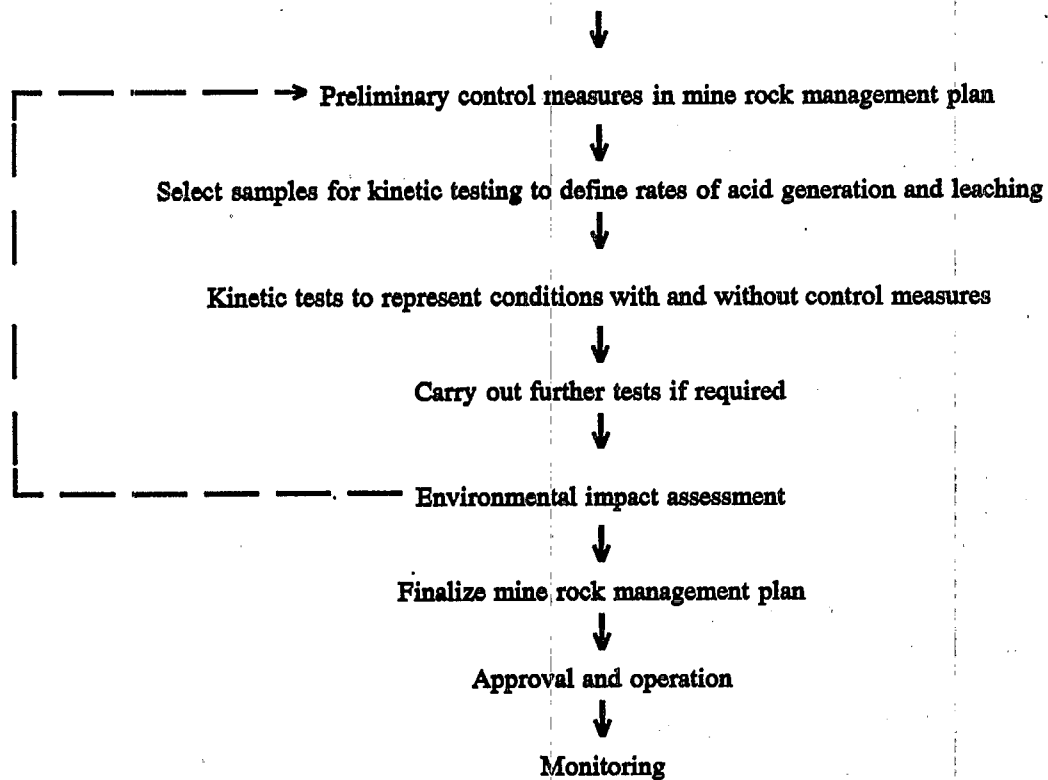 Preliminary control measures in mine rock management plan
Select samples for kinetic testing to define rates of acid generation and leaching
Kinetic tests to represent conditions with and without control measures
Carry out further tests if required
Environmental impact assessment
Finalize mine rock management plan
Approval and operation
Monitoring